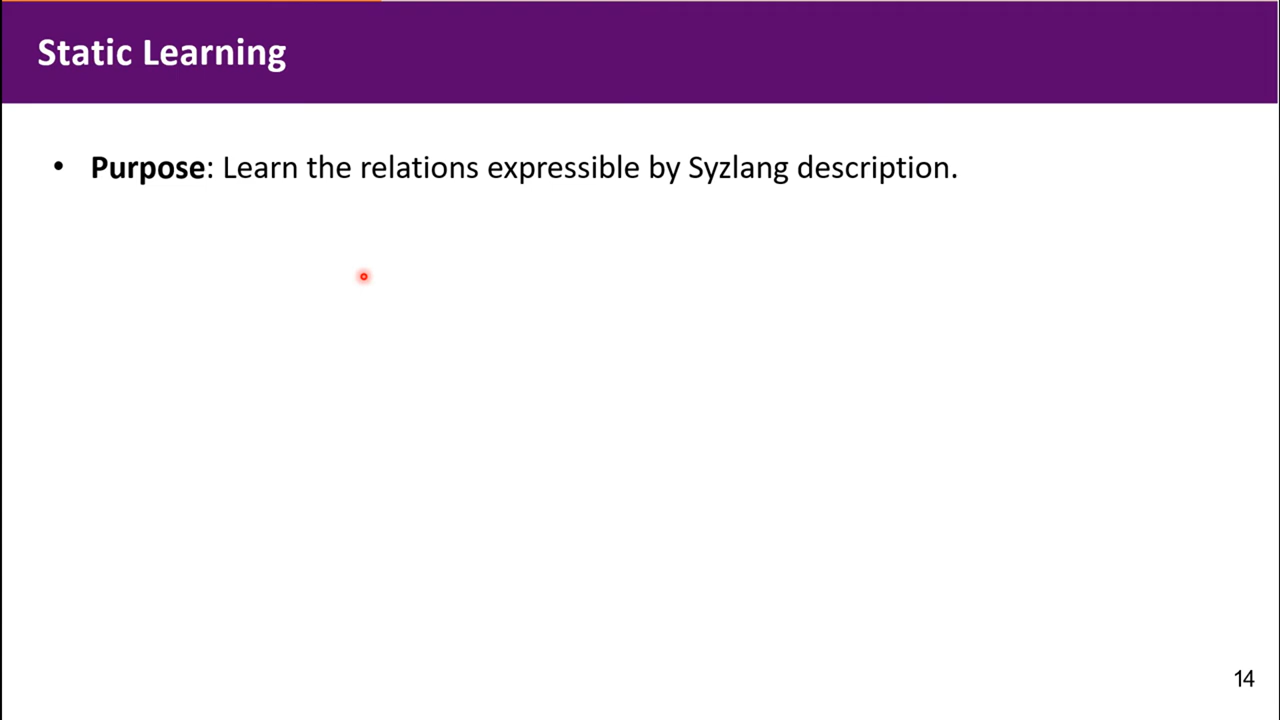 Static Learning
• Purpose: Learn the relations expressible by Syzlang description.
14